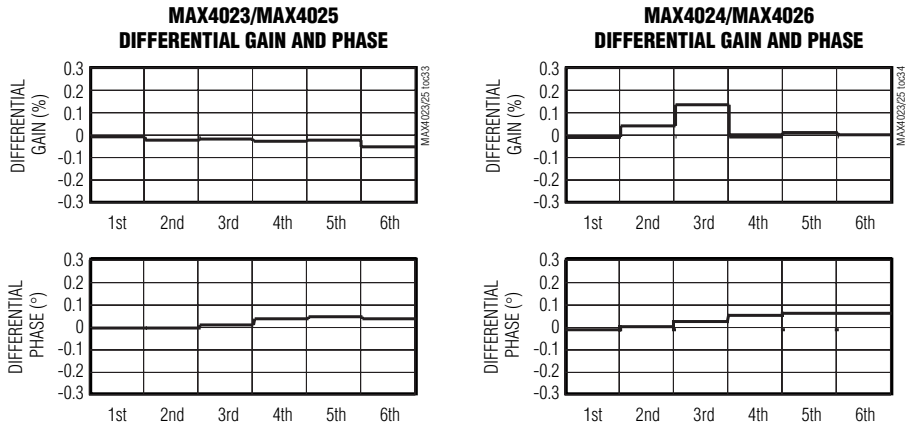 MAX4023/MAX4025
DIFFERENTIAL GAIN AND PHASE
DIFFERENTIAL
GAIN (%)
0.3
0.2
0.1
0
-0.1
-0.2
-0.3
1st 2nd 3rd 4th 5th 6th
MAX4023/25 toc33
DIFFERENTIAL
PHASE (°)
0.3
0.2
0.1
0
-0.1
-0.2
-0.3
1st 2nd 3rd 4th 5th 6th
MAX4024/MAX4026
DIFFERENTIAL GAIN AND PHASE
DIFFERENTIAL
GAIN (%)
0.3
0.2
0.1
0
-0.1
-0.2
-0.3
1st 2nd 3rd 4th 5th 6th
MAX4023/25 toc34
DIFFERENTIAL
PHASE (°)
0.3
0.2
0.1
0
-0.1
-0.2
-0.3
1st 2nd 3rd 4th 5th 6th